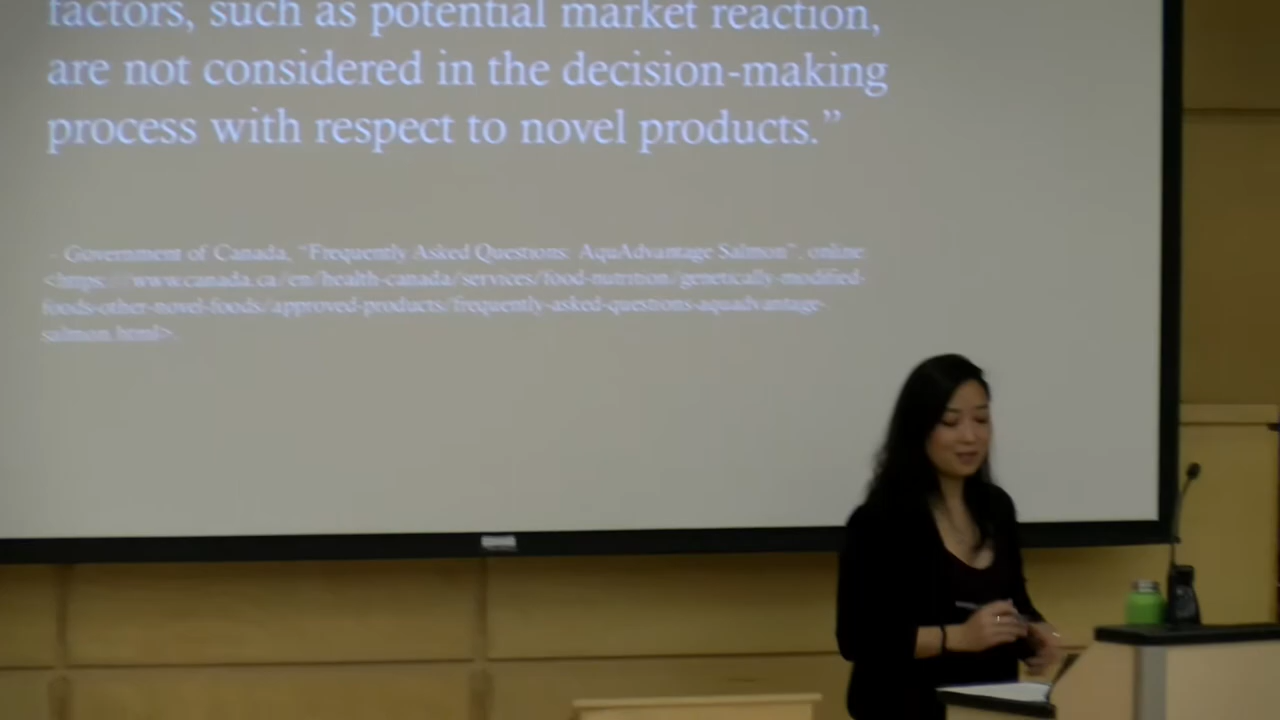 factors, such as potential market reaction,
are not considered in the decision-making
process with respect to novel products.”
- Government of Canada, “Frequently Asked Questions: AquAdvantage Salmon”, online
<https://www.canada.ca/en/health-canada/services/food-nutrition/genetically-modified-
foods-other-novel-foods/approved-products/frequently-asked-questions-aquadvantage-
salmon.html>.